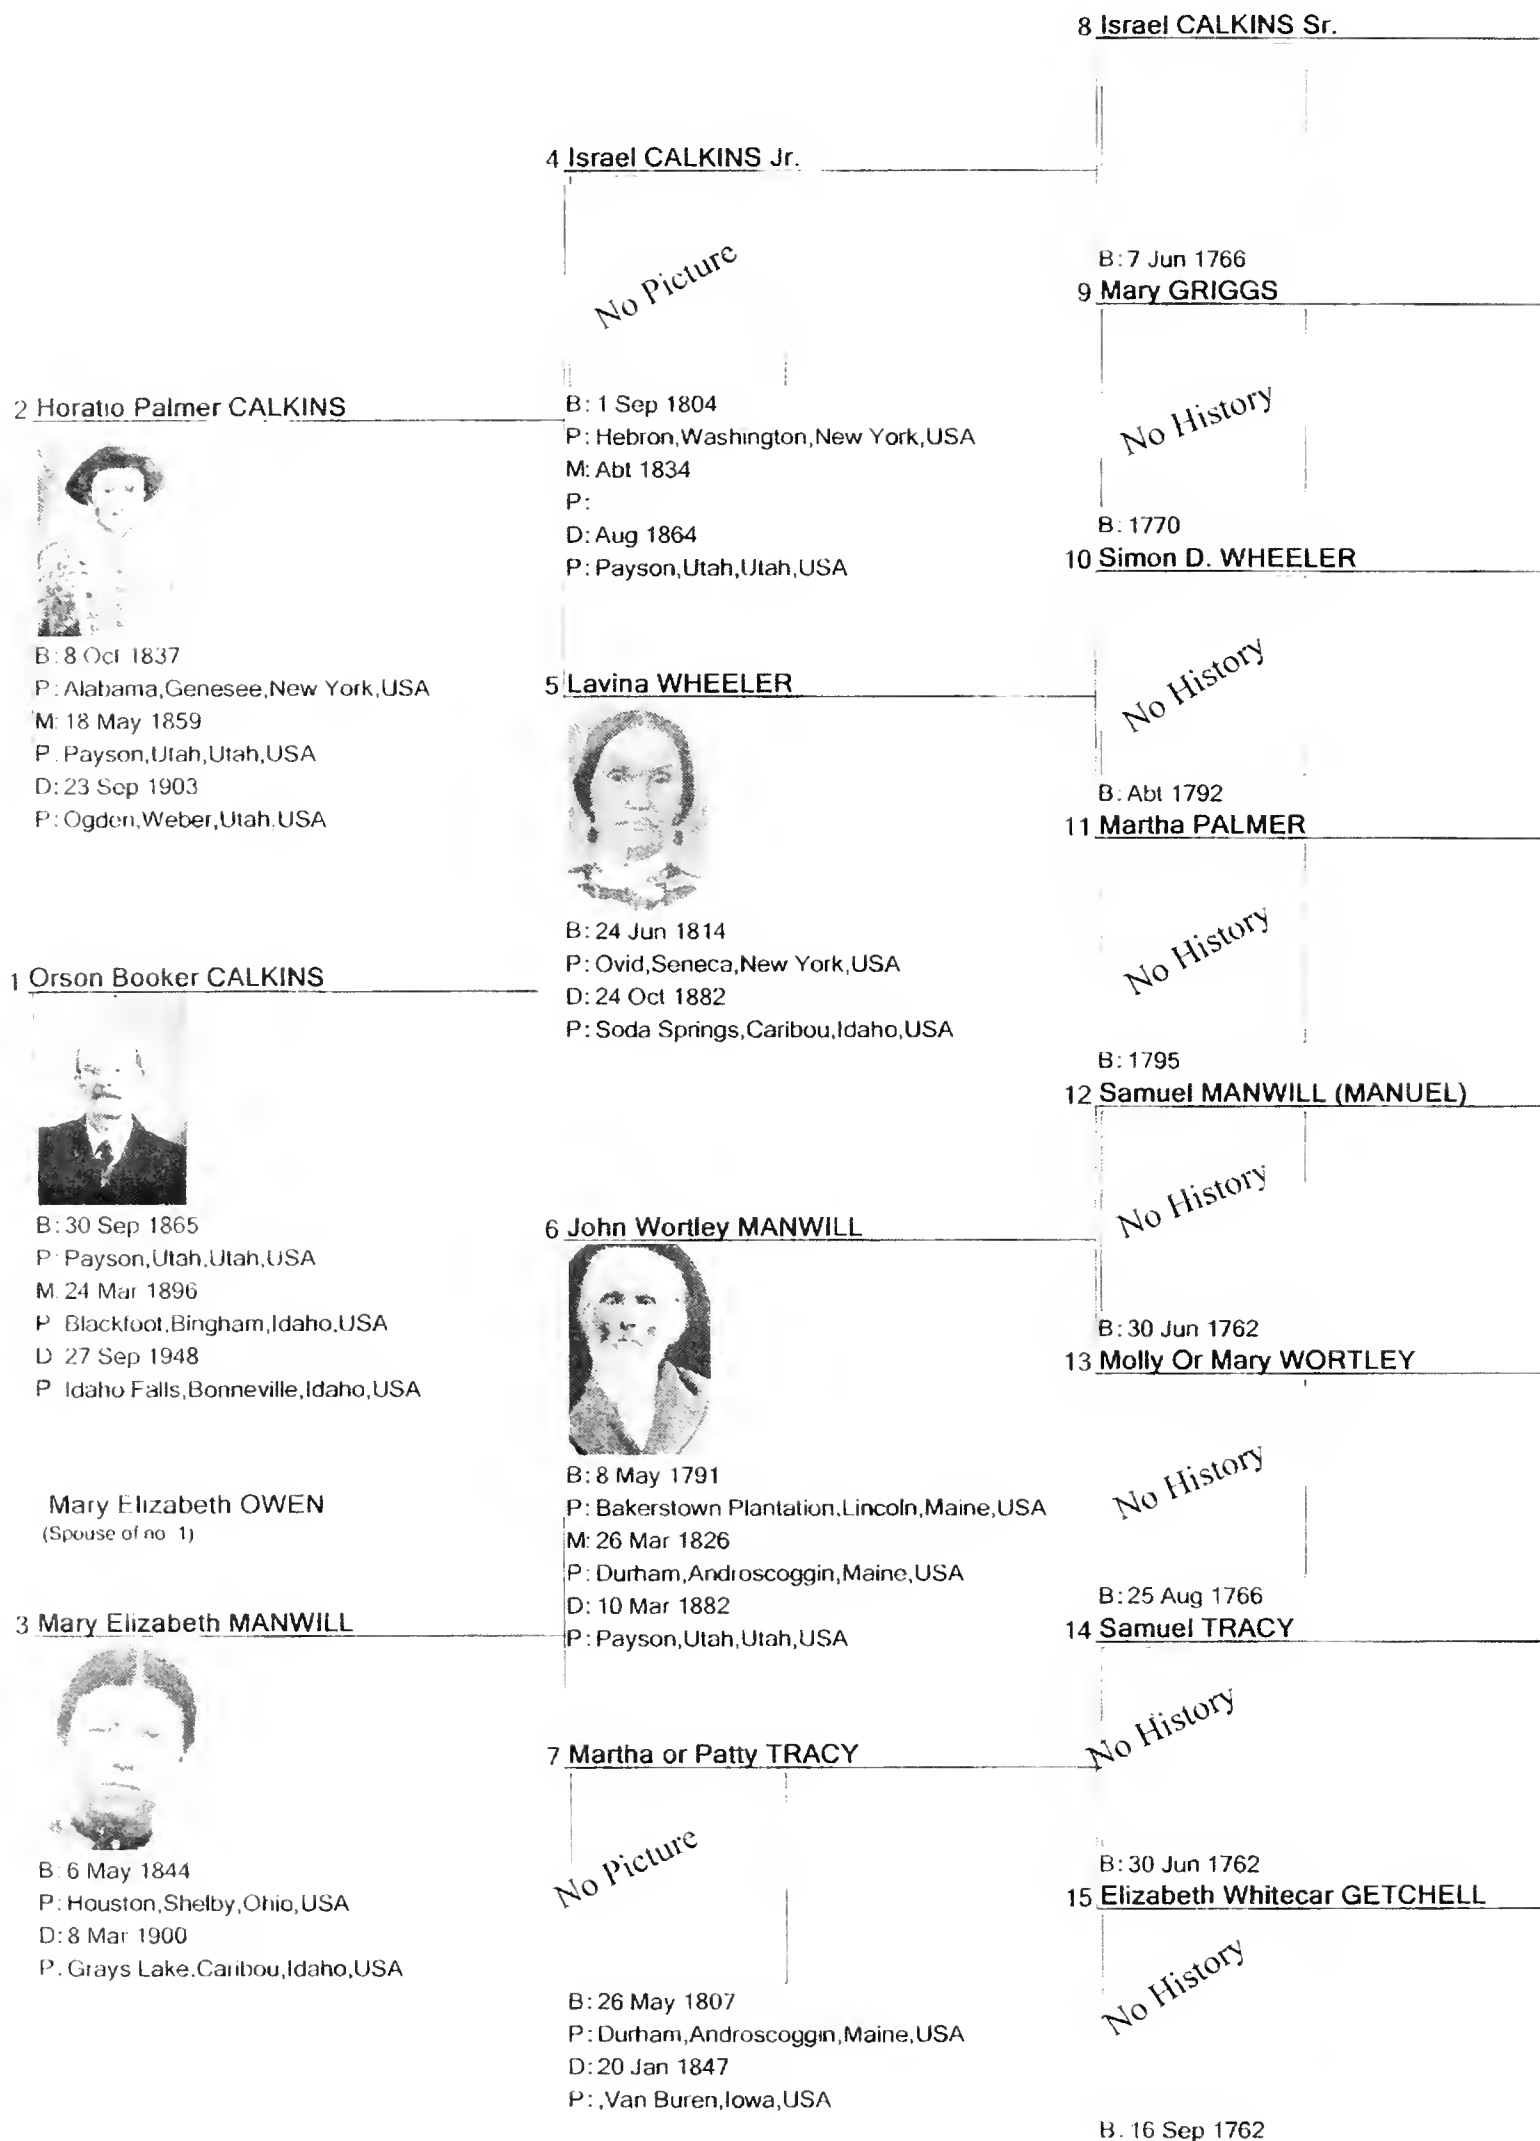 8 Israel CALKINS Sr.
B: 7 Jun 1766
4 Israel CALKINS Jr.
No Picture
B: 1 Sep 1804
P: Hebron,Washington,New York,USA
M: Abt 1834
P:
D: Aug 1864
P: Payson,Utah,Utah,USA
9 Mary GRIGGS
No History
B: 1770
2 Horatio Palmer CALKINS
B: 8 Oct 1837
P: Alabama,Genesee,New York,USA
M: 18 May 1859
P. Payson,Utah,Utah,USA
D: 23 Sep 1903
P: Ogden,Weber,Utah,USA
10 Simon D. WHEELER
No History
B: Abt 1792
5 Lavina WHEELER
B: 24 Jun 1814
P: Ovid,Seneca,New York,USA
D: 24 Oct 1882
P: Soda Springs,Caribou,Idaho,USA
11 Martha PALMER
No History
B: 1795
1 Orson Booker CALKINS
B: 30 Sep 1865
P: Payson,Utah,Utah,USA
M. 24 Mar 1896
P Blackfoot,Bingham,Idaho,USA
D 27 Sep 1948
P Idaho Falls,Bonneville,Idaho,USA
Mary Elizabeth OWEN
(Spouse of no 1)
12 Samuel MANWILL (MANUEL)
No History
B: 30 Jun 1762
6 John Wortley MANWILL
B: 8 May 1791
P: Bakerstown Plantation,Lincoln,Maine,USA
M: 26 Mar 1826
P: Durham,Androscoggin,Maine,USA
D: 10 Mar 1882
P: Payson,Utah,Utah,USA
13 Molly Or Mary WORTLEY
No History
B: 25 Aug 1766
3 Mary Elizabeth MANWILL
B: 6 May 1844
P: Houston,Shelby,Ohio,USA
D: 8 Mar 1900
P. Grays Lake.Caribou,Idaho,USA
14 Samuel TRACY
No History
B: 30 Jun 1762
7 Martha or Patty TRACY
No Picture
B: 26 May 1807
P: Durham,Androscoggin,Maine,USA
D: 20 Jan 1847
P: ,Van Buren,Iowa,USA
15 Elizabeth Whitecar GETCHELL
No History
B. 16 Sep 1762